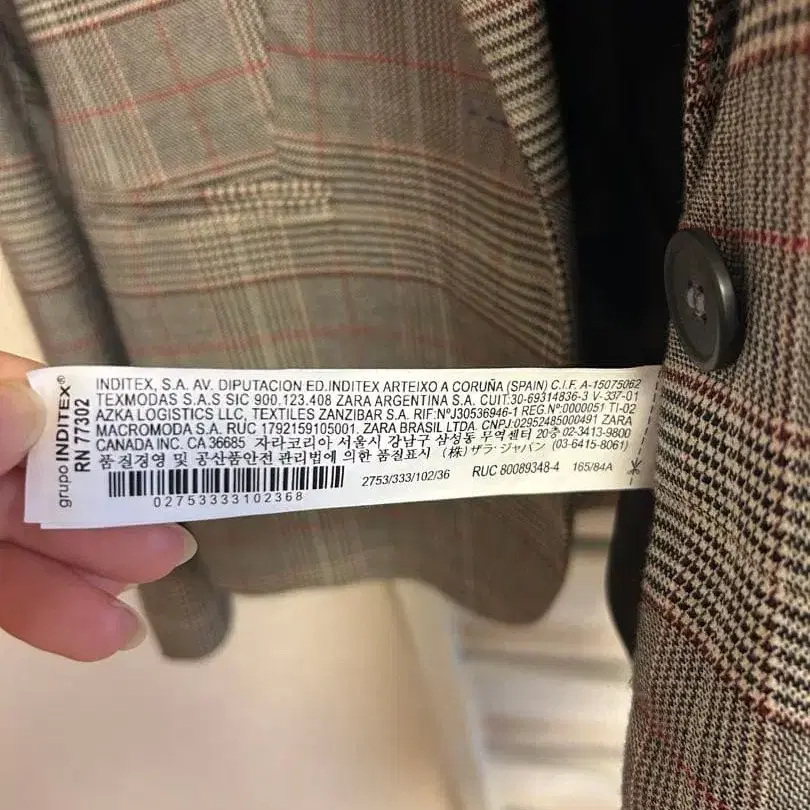 grupo INDITEX®
RN 77302
INDITEX, S.A. AV. DIPUTACION ED.INDITEX ARTEIXO A CORUÑA (SPAIN) C.I.F. A-15075062
TEXMODAS S.A.S SIC 900.123.408 ZARA ARGENTINA S.A. CUIT:30-69314836-3 V-337-01
AZKA LOGISTICS LLC, TEXTILES ZANZIBAR S.A. RIF:NºJ30536946-1 REG.Nº:0000051 TI-02
MACROMODA S.A. RUC 1792159105001. ZARA BRASIL LTDA. CNPJ:02952485000491 ZARA
CANADA INC. CA 36685 자라코리아 서울시 강남구 삼성동 무역센터 20층 02-3413-9800
품질경영 및 공산품안전 관리법에 의한 품질표시 (株) ザラ·ジャパン (03-6415-8061)
02753333102368
2753/333/102/36 RUC 80089348-4 165/84A